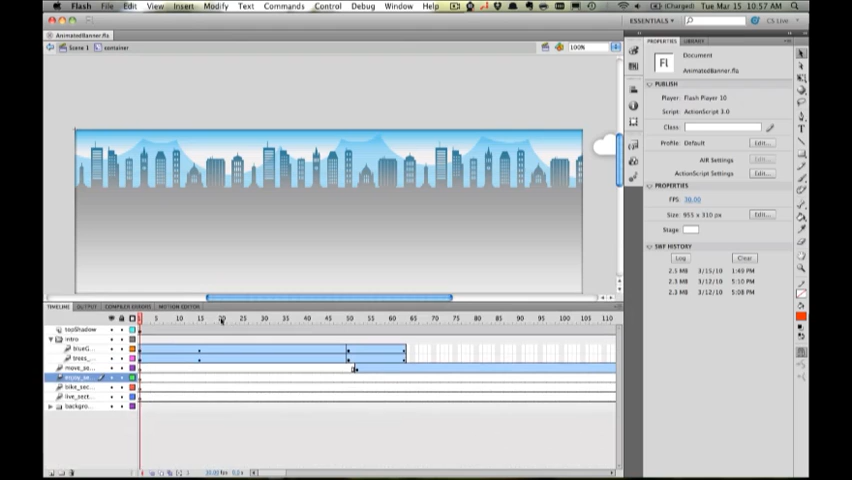 Flash File Edit View Insert Modify Text Commands Control Debug Window Help (Charged) Tue Mar 15 10:57 AM
ESSENTIALS CS Live
AnimatedBanner.fla
Scene 1 container 100%
PROPERTIES LIBRARY
Document
Fl
AnimatedBanner.fla
PUBLISH
Player: Flash Player 10
Script: ActionScript 3.0
Class:
Profile: Default Edit...
AIR Settings Edit...
ActionScript Settings Edit...
PROPERTIES
FPS: 30.00
Size: 955 x 310 px Edit...
Stage:
SWF HISTORY
Log Clear
2.5 MB 3/15/10 1:49 PM
2.3 MB 3/12/10 5:10 PM
2.3 MB 3/12/10 5:08 PM
TIMELINE OUTPUT COMPILER ERRORS MOTION EDITOR
5 10 15 20 25 30 35 40 45 50 55 60 65 70 75 80 85 90 95 100 105 110
topShadow
intro
blueG...
trees_...
move_se...
bike_sec...
live_sect...
backgro...
30.00 fps